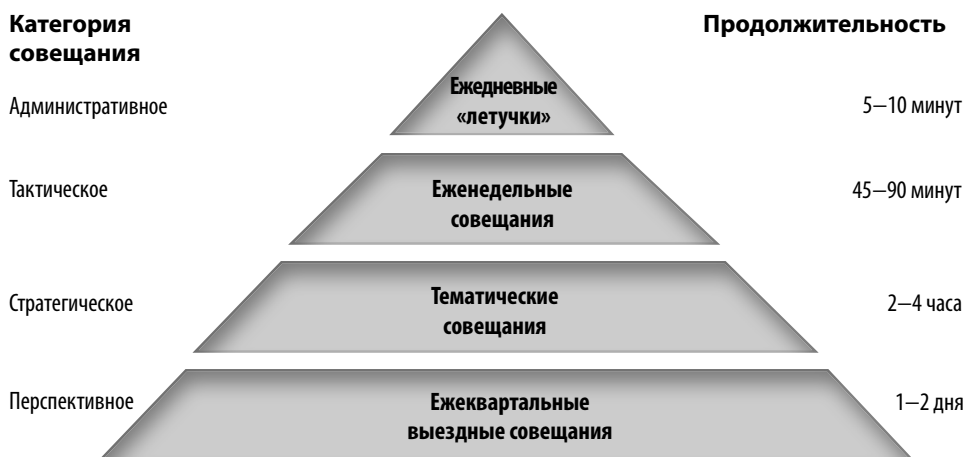 Категория
совещания
Продолжительность
Административное
Ежедневные
«летучки»
5–10 минут
Тактическое
Еженедельные
совещания
45–90 минут
Стратегическое
Тематические
совещания
2–4 часа
Перспективное
Ежеквартальные
выездные совещания
1–2 дня